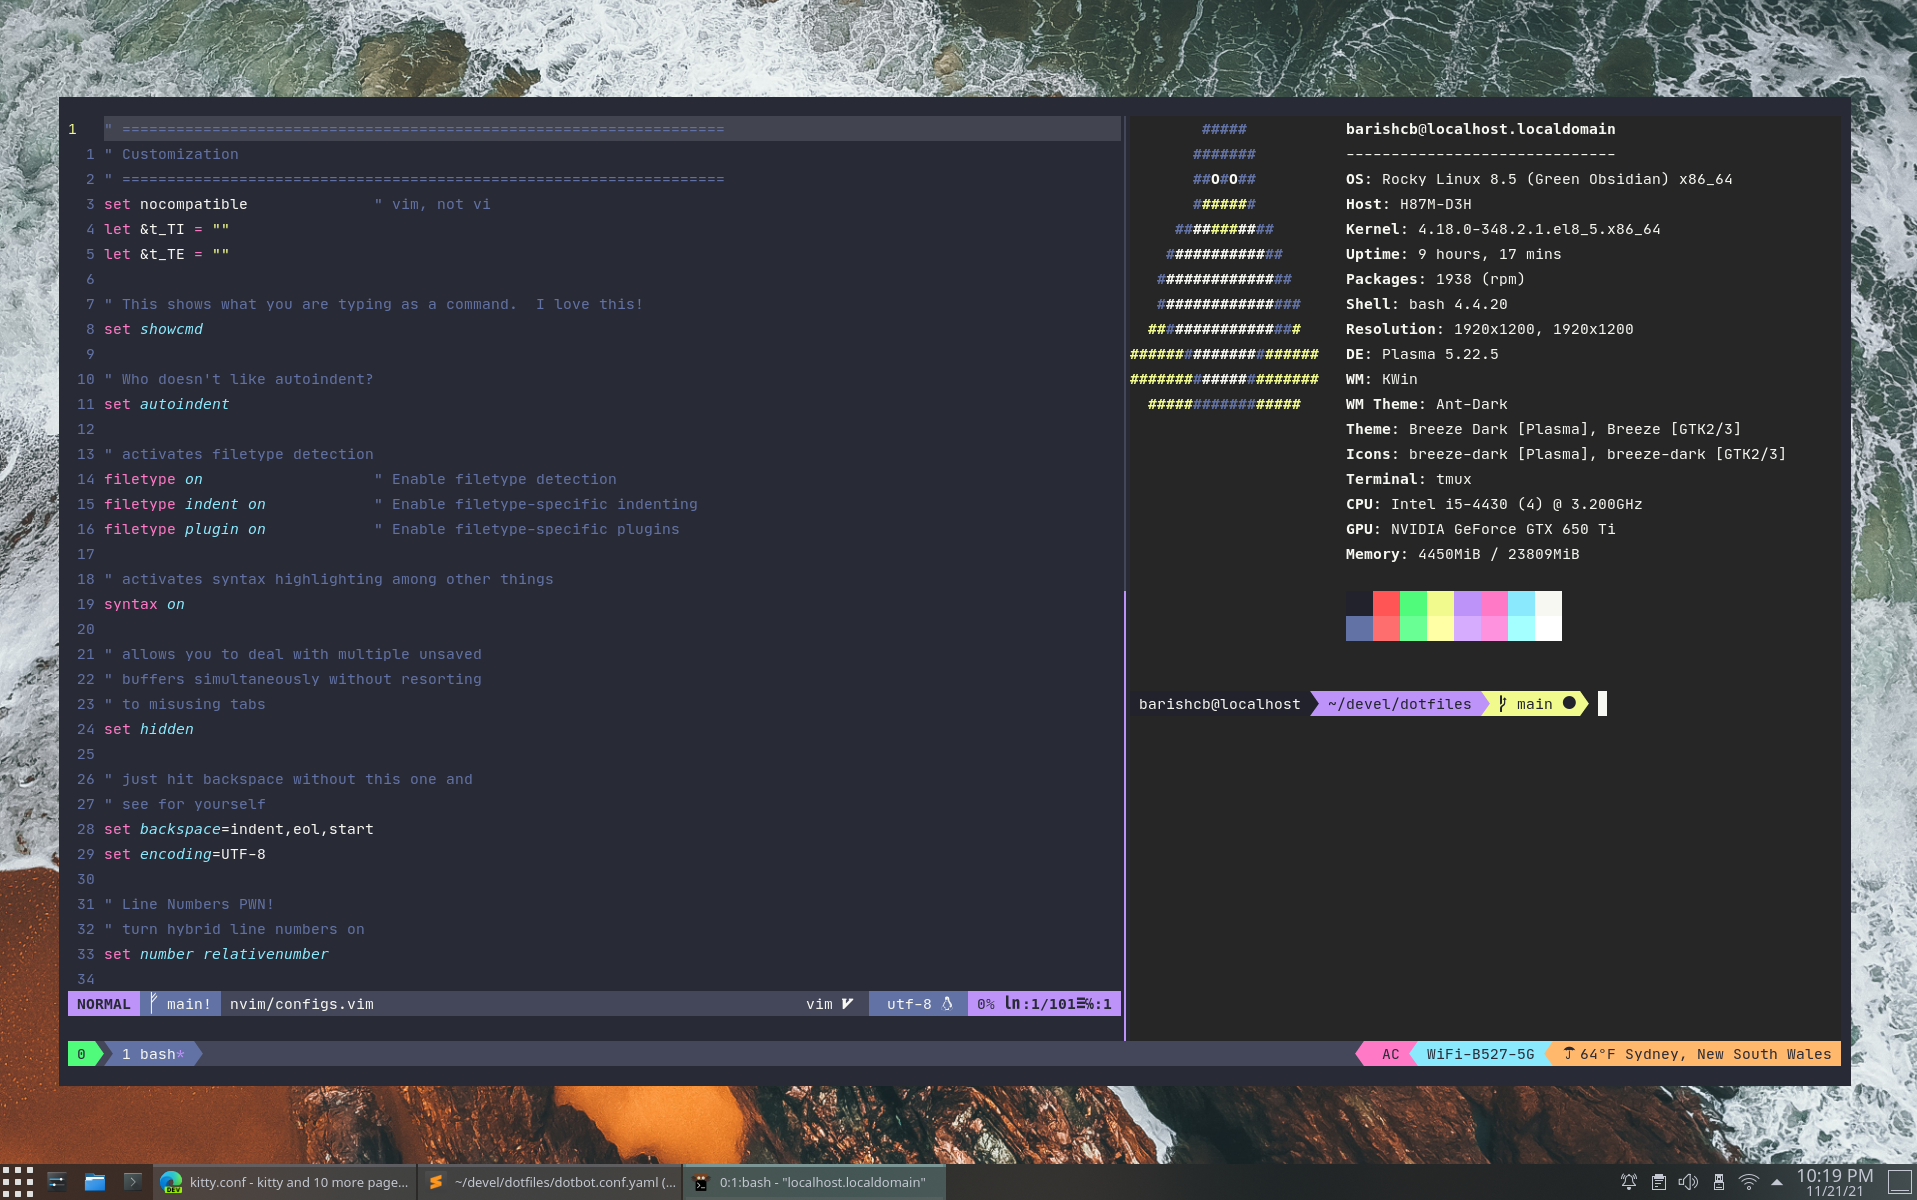 1 " ===================================================================
1 " Customization
2 " ===================================================================
3 set nocompatible " vim, not vi
4 let &t_TI = ""
5 let &t_TE = ""
6
7 " This shows what you are typing as a command. I love this!
8 set showcmd
9
10 " Who doesn't like autoindent?
11 set autoindent
12
13 " activates filetype detection
14 filetype on " Enable filetype detection
15 filetype indent on " Enable filetype-specific indenting
16 filetype plugin on " Enable filetype-specific plugins
17
18 " activates syntax highlighting among other things
19 syntax on
20
21 " allows you to deal with multiple unsaved
22 " buffers simultaneously without resorting
23 " to misusing tabs
24 set hidden
25
26 " just hit backspace without this one and
27 " see for yourself
28 set backspace=indent,eol,start
29 set encoding=UTF-8
30
31 " Line Numbers PWN!
32 " turn hybrid line numbers on
33 set number relativenumber
34
NORMAL main! nvim/configs.vim vim utf-8 0% ln:1/101☰℅:1
#####
#######
##O#O##
#######
###########
#############
###############
################
#################
#####################
#####################
#################
barishcb@localhost.localdomain
------------------------------
OS: Rocky Linux 8.5 (Green Obsidian) x86_64
Host: H87M-D3H
Kernel: 4.18.0-348.2.1.el8_5.x86_64
Uptime: 9 hours, 17 mins
Packages: 1938 (rpm)
Shell: bash 4.4.20
Resolution: 1920x1200, 1920x1200
DE: Plasma 5.22.5
WM: KWin
WM Theme: Ant-Dark
Theme: Breeze Dark [Plasma], Breeze [GTK2/3]
Icons: breeze-dark [Plasma], breeze-dark [GTK2/3]
Terminal: tmux
CPU: Intel i5-4430 (4) @ 3.200GHz
GPU: NVIDIA GeForce GTX 650 Ti
Memory: 4450MiB / 23809MiB
barishcb@localhost ~/devel/dotfiles main ●
0 1 bash* AC WiFi-B527-5G ☂ 64°F Sydney, New South Wales
DEV kitty.conf - kitty and 10 more page... ~/devel/dotfiles/dotbot.conf.yaml (... 0:1:bash - "localhost.localdomain" 10:19 PM
11/21/21